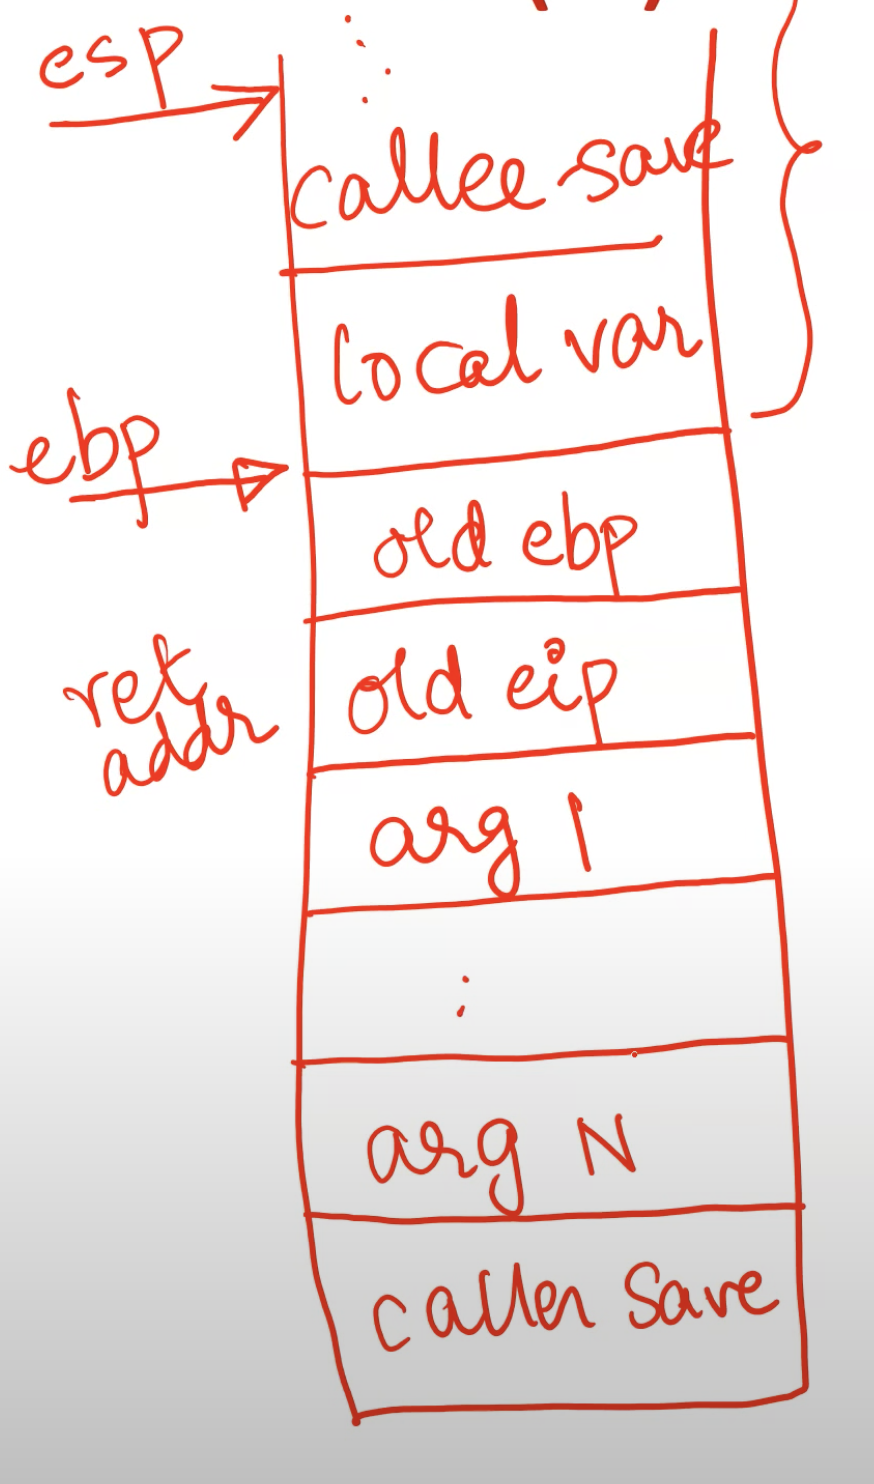 esp
callee save
local var
ebp
old ebp
ret
addr
old eip
arg 1
:
arg N
caller save